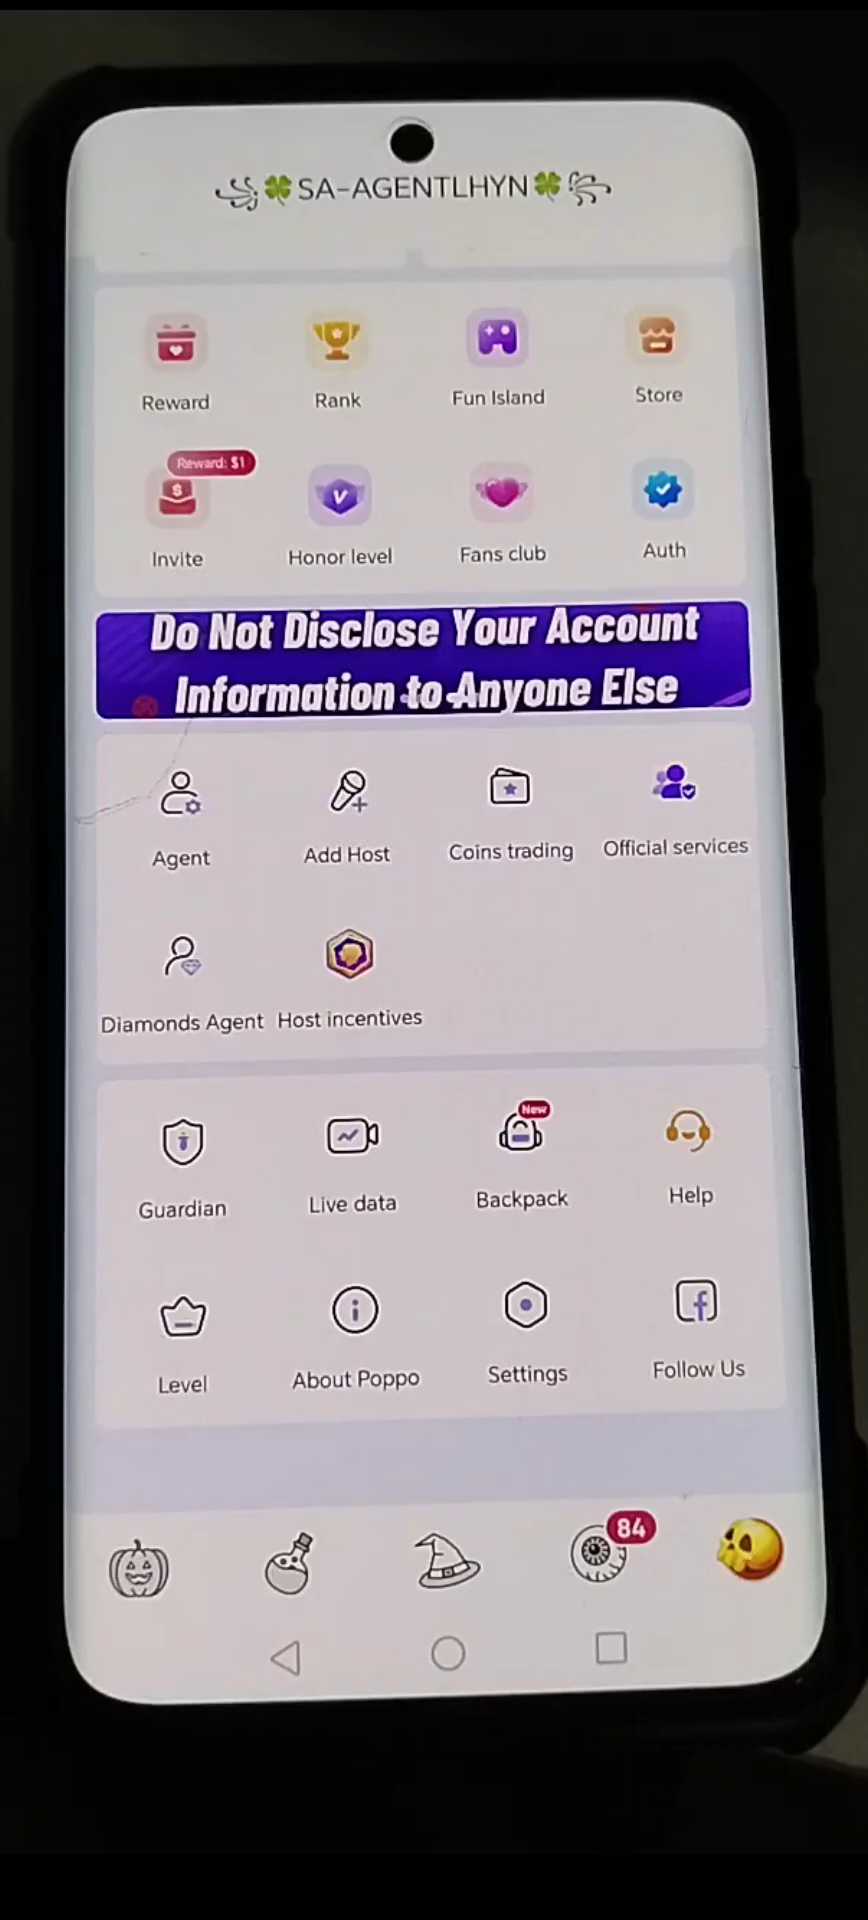 🍀SA-AGENTLHYN🍀
Reward Rank Fun Island Store
Reward: $1
Invite Honor level Fans club Auth
Do Not Disclose Your Account
Information to Anyone Else
Agent Add Host Coins trading Official services
Diamonds Agent Host incentives
New
Guardian Live data Backpack Help
Level About Poppo Settings Follow Us
84